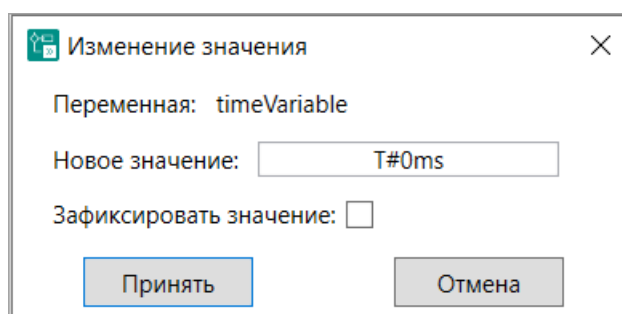 Изменение значения
Переменная: timeVariable
Новое значение: T#0ms
Зафиксировать значение:
Принять Отмена